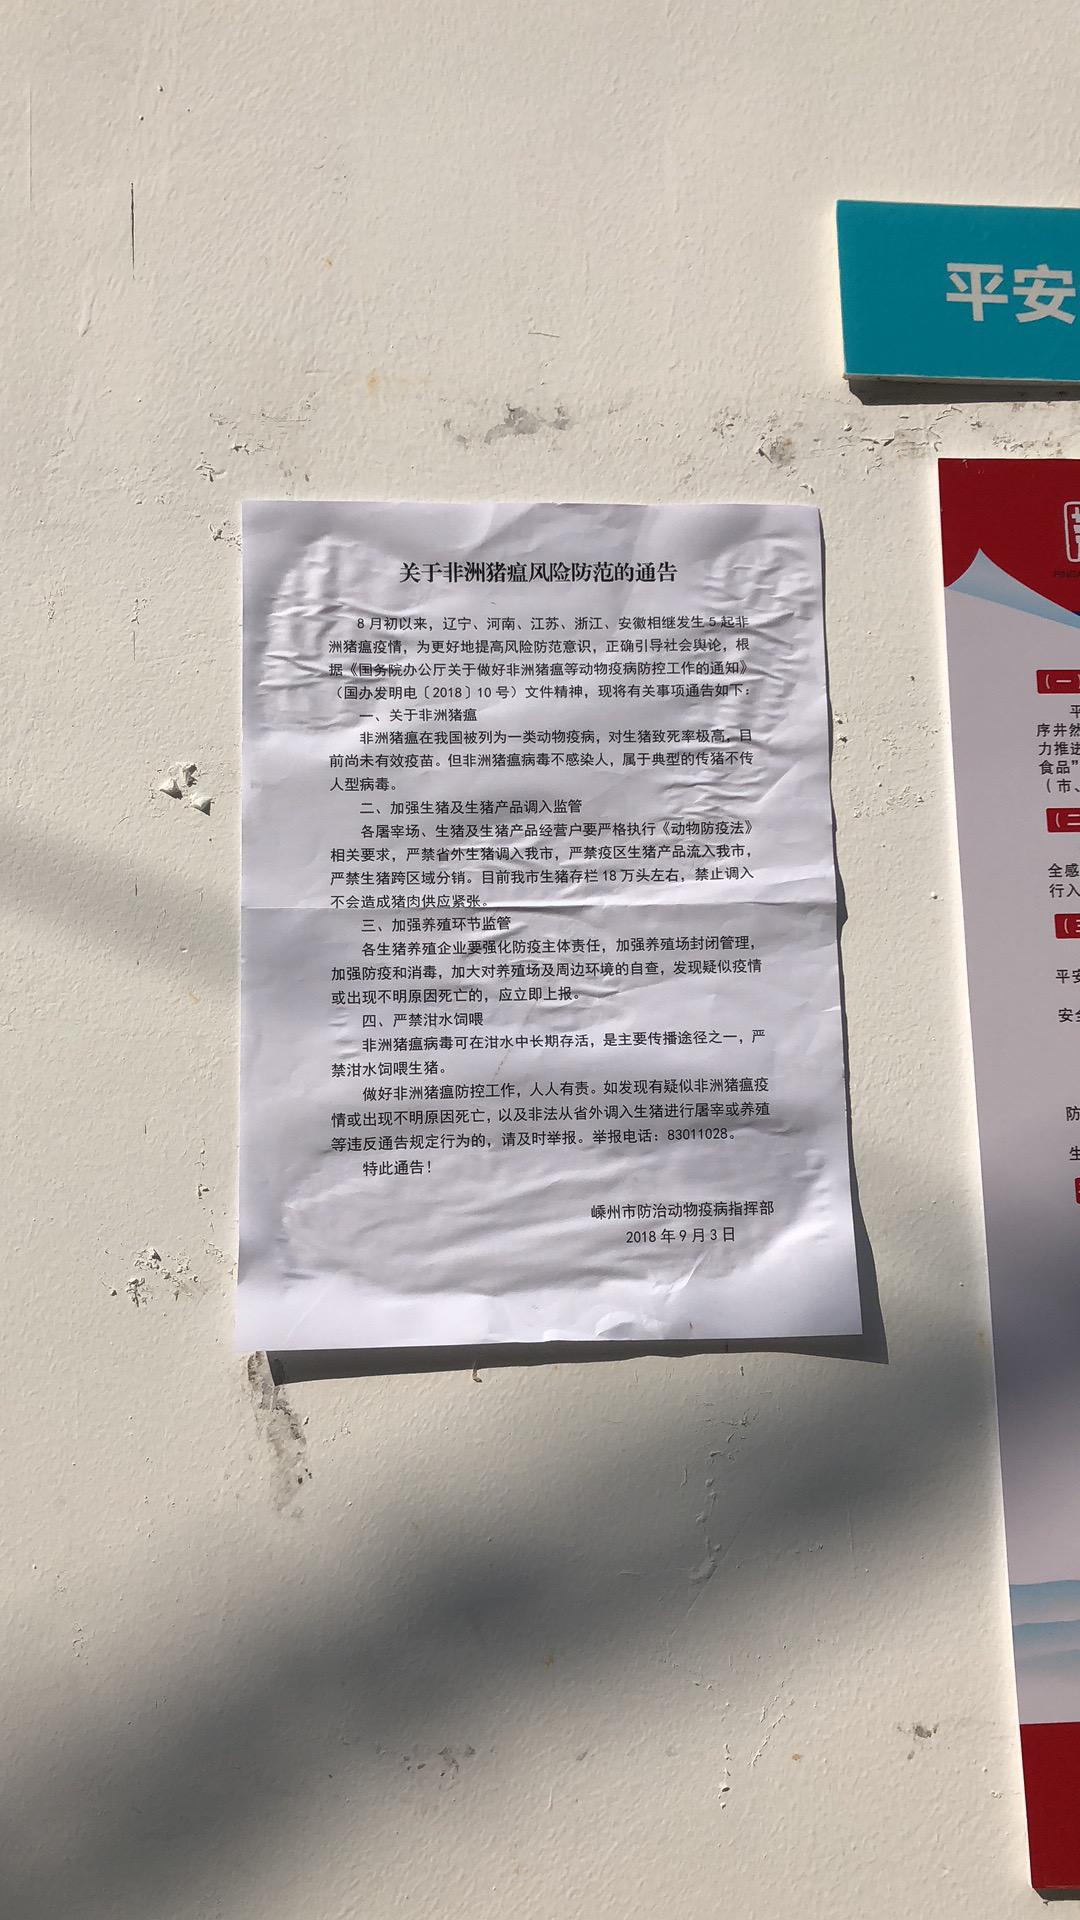 平安
关于非洲猪瘟风险防范的通告
8月初以来，辽宁、河南、江苏、浙江、安徽相继发生5起非
洲猪瘟疫情，为更好地提高风险防范意识，正确引导社会舆论，根
据《国务院办公厅关于做好非洲猪瘟等动物疫病防控工作的通知》
（国办发明电〔2018〕10号）文件精神，现将有关事项通告如下：
一、关于非洲猪瘟
非洲猪瘟在我国被列为一类动物疫病，对生猪致死率极高，目
前尚未有效疫苗。但非洲猪瘟病毒不感染人，属于典型的传猪不传
人型病毒。
二、加强生猪及生猪产品调入监管
各屠宰场、生猪及生猪产品经营户要严格执行《动物防疫法》
相关要求，严禁省外生猪调入我市，严禁疫区生猪产品流入我市，
严禁生猪跨区域分销。目前我市生猪存栏18万头左右，禁止调入
不会造成猪肉供应紧张。
三、加强养殖环节监管
各生猪养殖企业要强化防疫主体责任，加强养殖场封闭管理，
加强防疫和消毒，加大对养殖场及周边环境的自查，发现疑似疫情
或出现不明原因死亡的，应立即上报。
四、严禁泔水饲喂
非洲猪瘟病毒可在泔水中长期存活，是主要传播途径之一，严
禁泔水饲喂生猪。
做好非洲猪瘟防控工作，人人有责。如发现有疑似非洲猪瘟疫
情或出现不明原因死亡，以及非法从省外调入生猪进行屠宰或养殖
等违反通告规定行为的，请及时举报。举报电话：83011028。
特此通告！
嵊州市防治动物疫病指挥部
2018年9月3日
（一）
平
序井然
力推进
食品”
（市、
（二
全感
行入
（三
平安
安全
防
生